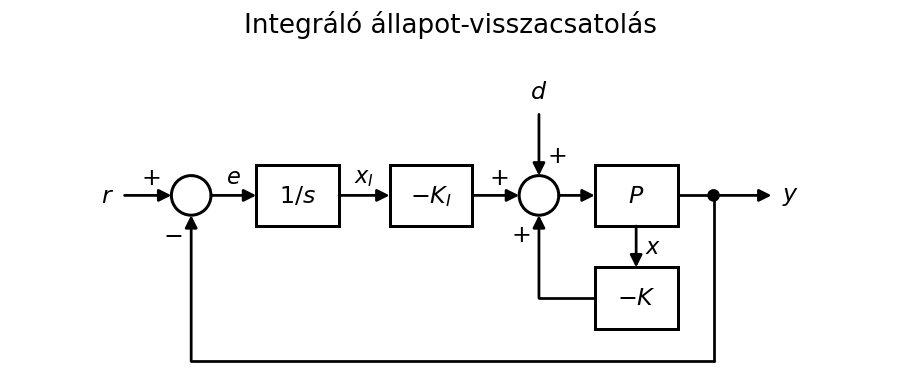 Integráló állapot-visszacsatolás
d
+
r + e 1/s x_I −K_I + P y
− + x
−K